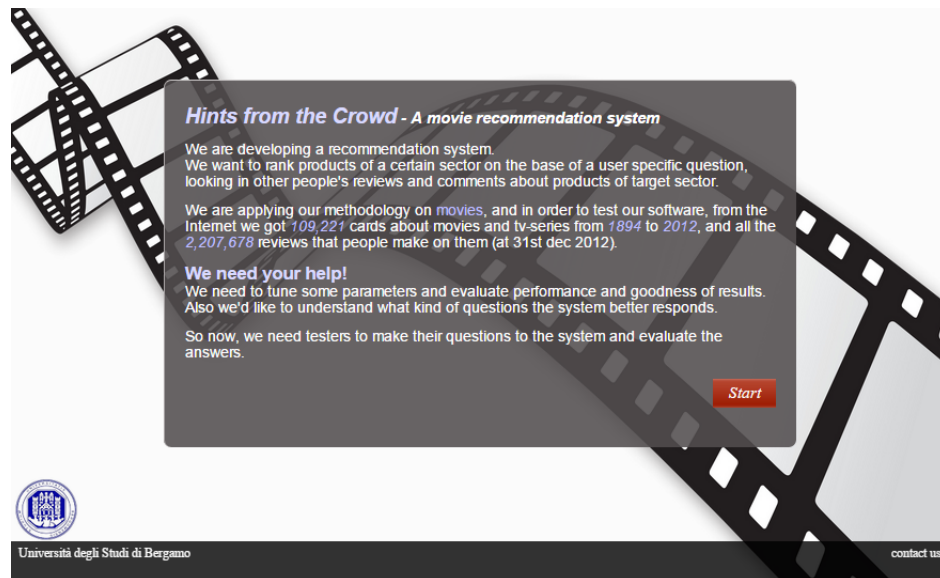 Hints from the Crowd - A movie recommendation system
We are developing a recommendation system.
We want to rank products of a certain sector on the base of a user specific question,
looking in other people's reviews and comments about products of target sector.
We are applying our methodology on movies, and in order to test our software, from the
Internet we got 109,221 cards about movies and tv-series from 1894 to 2012, and all the
2,207,678 reviews that people make on them (at 31st dec 2012).
We need your help!
We need to tune some parameters and evaluate performance and goodness of results.
Also we'd like to understand what kind of questions the system better responds.
So now, we need testers to make their questions to the system and evaluate the
answers.
Start
Università degli Studi di Bergamo
contact us